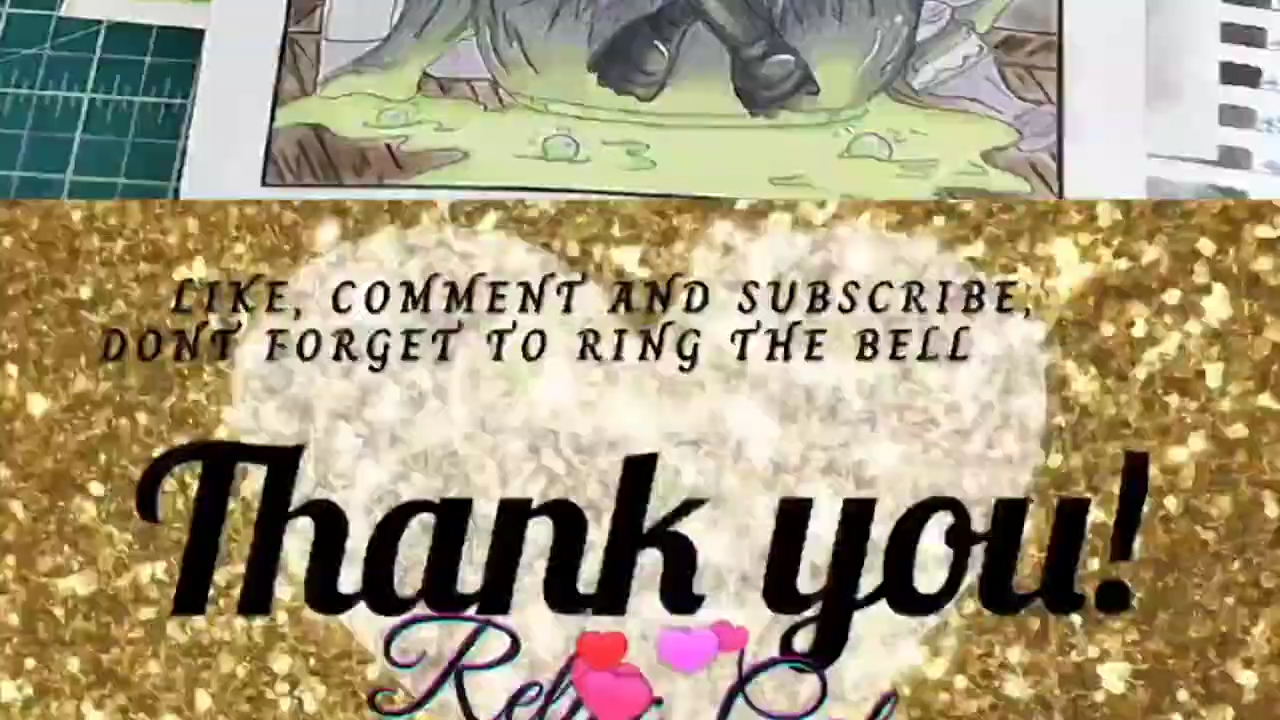 LIKE, COMMENT AND SUBSCRIBE,
DONT FORGET TO RING THE BELL
Thank you!